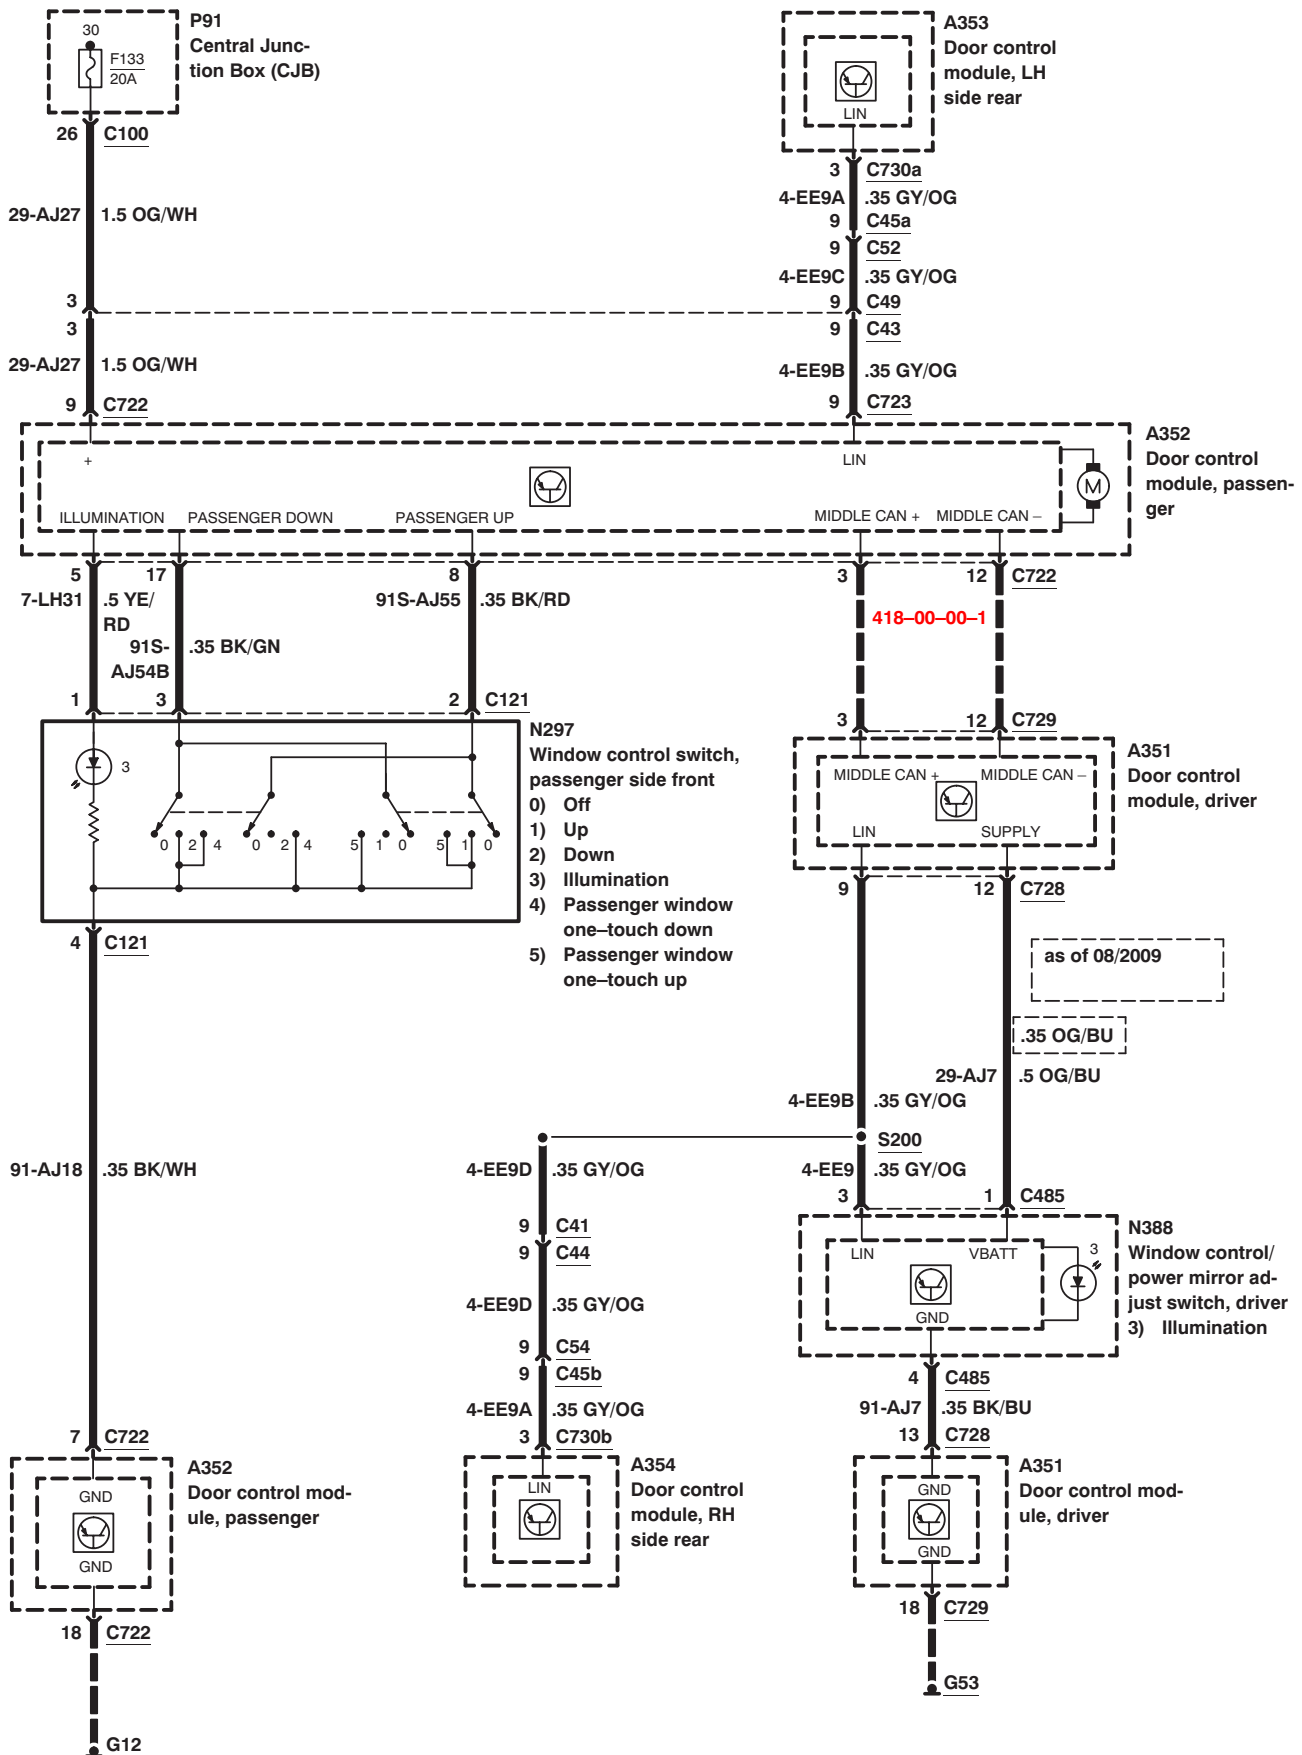 P91
Central Junc-
tion Box (CJB)
30
F133
20A
26 C100
29-AJ27 1.5 OG/WH
3
3
29-AJ27 1.5 OG/WH
9 C722
A353
Door control
module, LH
side rear
LIN
3 C730a
4-EE9A .35 GY/OG
9 C45a
9 C52
4-EE9C .35 GY/OG
9 C49
9 C43
4-EE9B .35 GY/OG
9 C723
A352
Door control
module, passen-
ger
+ LIN
M
ILLUMINATION PASSENGER DOWN PASSENGER UP MIDDLE CAN + MIDDLE CAN –
5 17 8 3 12 C722
7-LH31 .5 YE/
RD
91S-
AJ54B .35 BK/GN
91S-AJ55 .35 BK/RD
418–00–00–1
1 3 2 C121
3 12 C729
N297
Window control switch,
passenger side front
0) Off
1) Up
2) Down
3) Illumination
4) Passenger window
one–touch down
5) Passenger window
one–touch up
3
0 2 4 0 2 4 5 1 0 5 1 0
4 C121
A351
Door control
module, driver
MIDDLE CAN + MIDDLE CAN –
LIN SUPPLY
9 12 C728
as of 08/2009
.35 OG/BU
29-AJ7 .5 OG/BU
4-EE9B .35 GY/OG
S200
4-EE9 .35 GY/OG
3 1 C485
91-AJ18 .35 BK/WH
4-EE9D .35 GY/OG
9 C41
9 C44
4-EE9D .35 GY/OG
9 C54
9 C45b
4-EE9A .35 GY/OG
3 C730b
N388
Window control/
power mirror ad-
just switch, driver
3) Illumination
LIN VBATT
3
GND
4 C485
91-AJ7 .35 BK/BU
13 C728
7 C722
A352
Door control mod-
ule, passenger
GND
GND
18 C722
G12
A354
Door control
module, RH
side rear
LIN
A351
Door control mod-
ule, driver
GND
GND
18 C729
G53